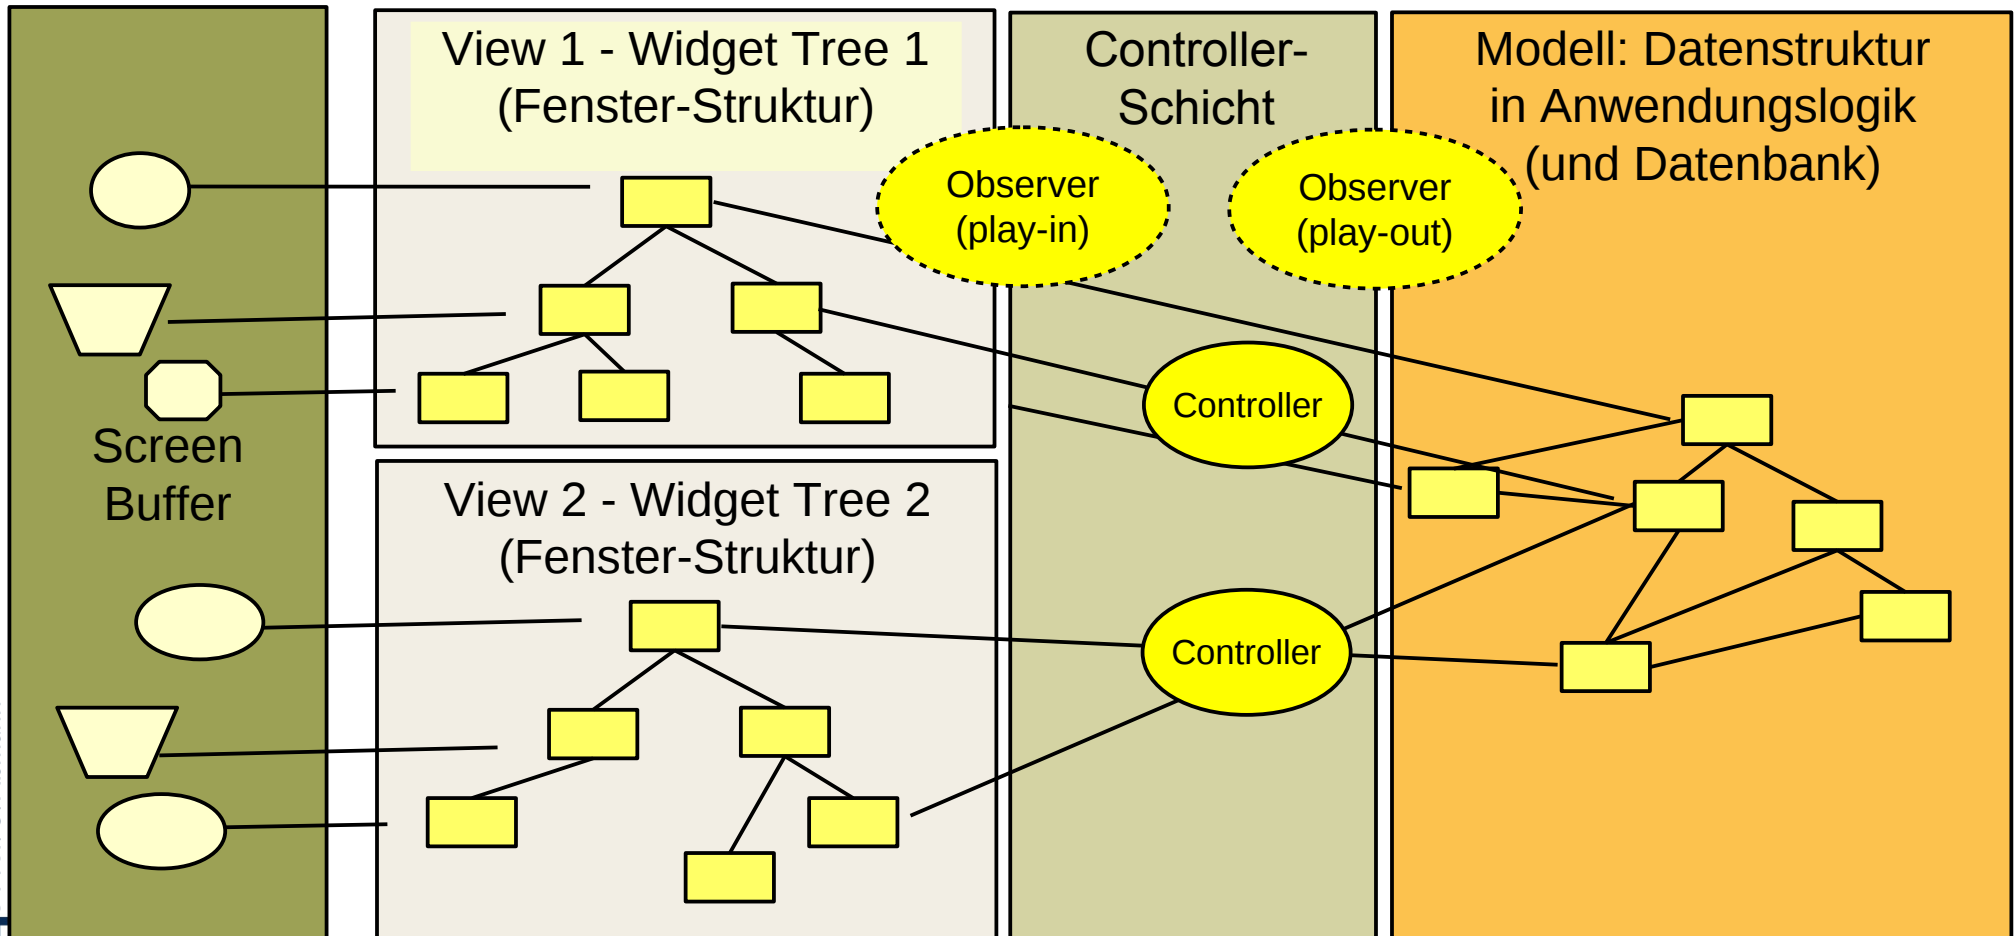 View 1 - Widget Tree 1
(Fenster-Struktur)
Controller-
Schicht
Modell: Datenstruktur
in Anwendungslogik
(und Datenbank)
Observer
(play-in)
Observer
(play-out)
Controller
Screen
Buffer
View 2 - Widget Tree 2
(Fenster-Struktur)
Controller